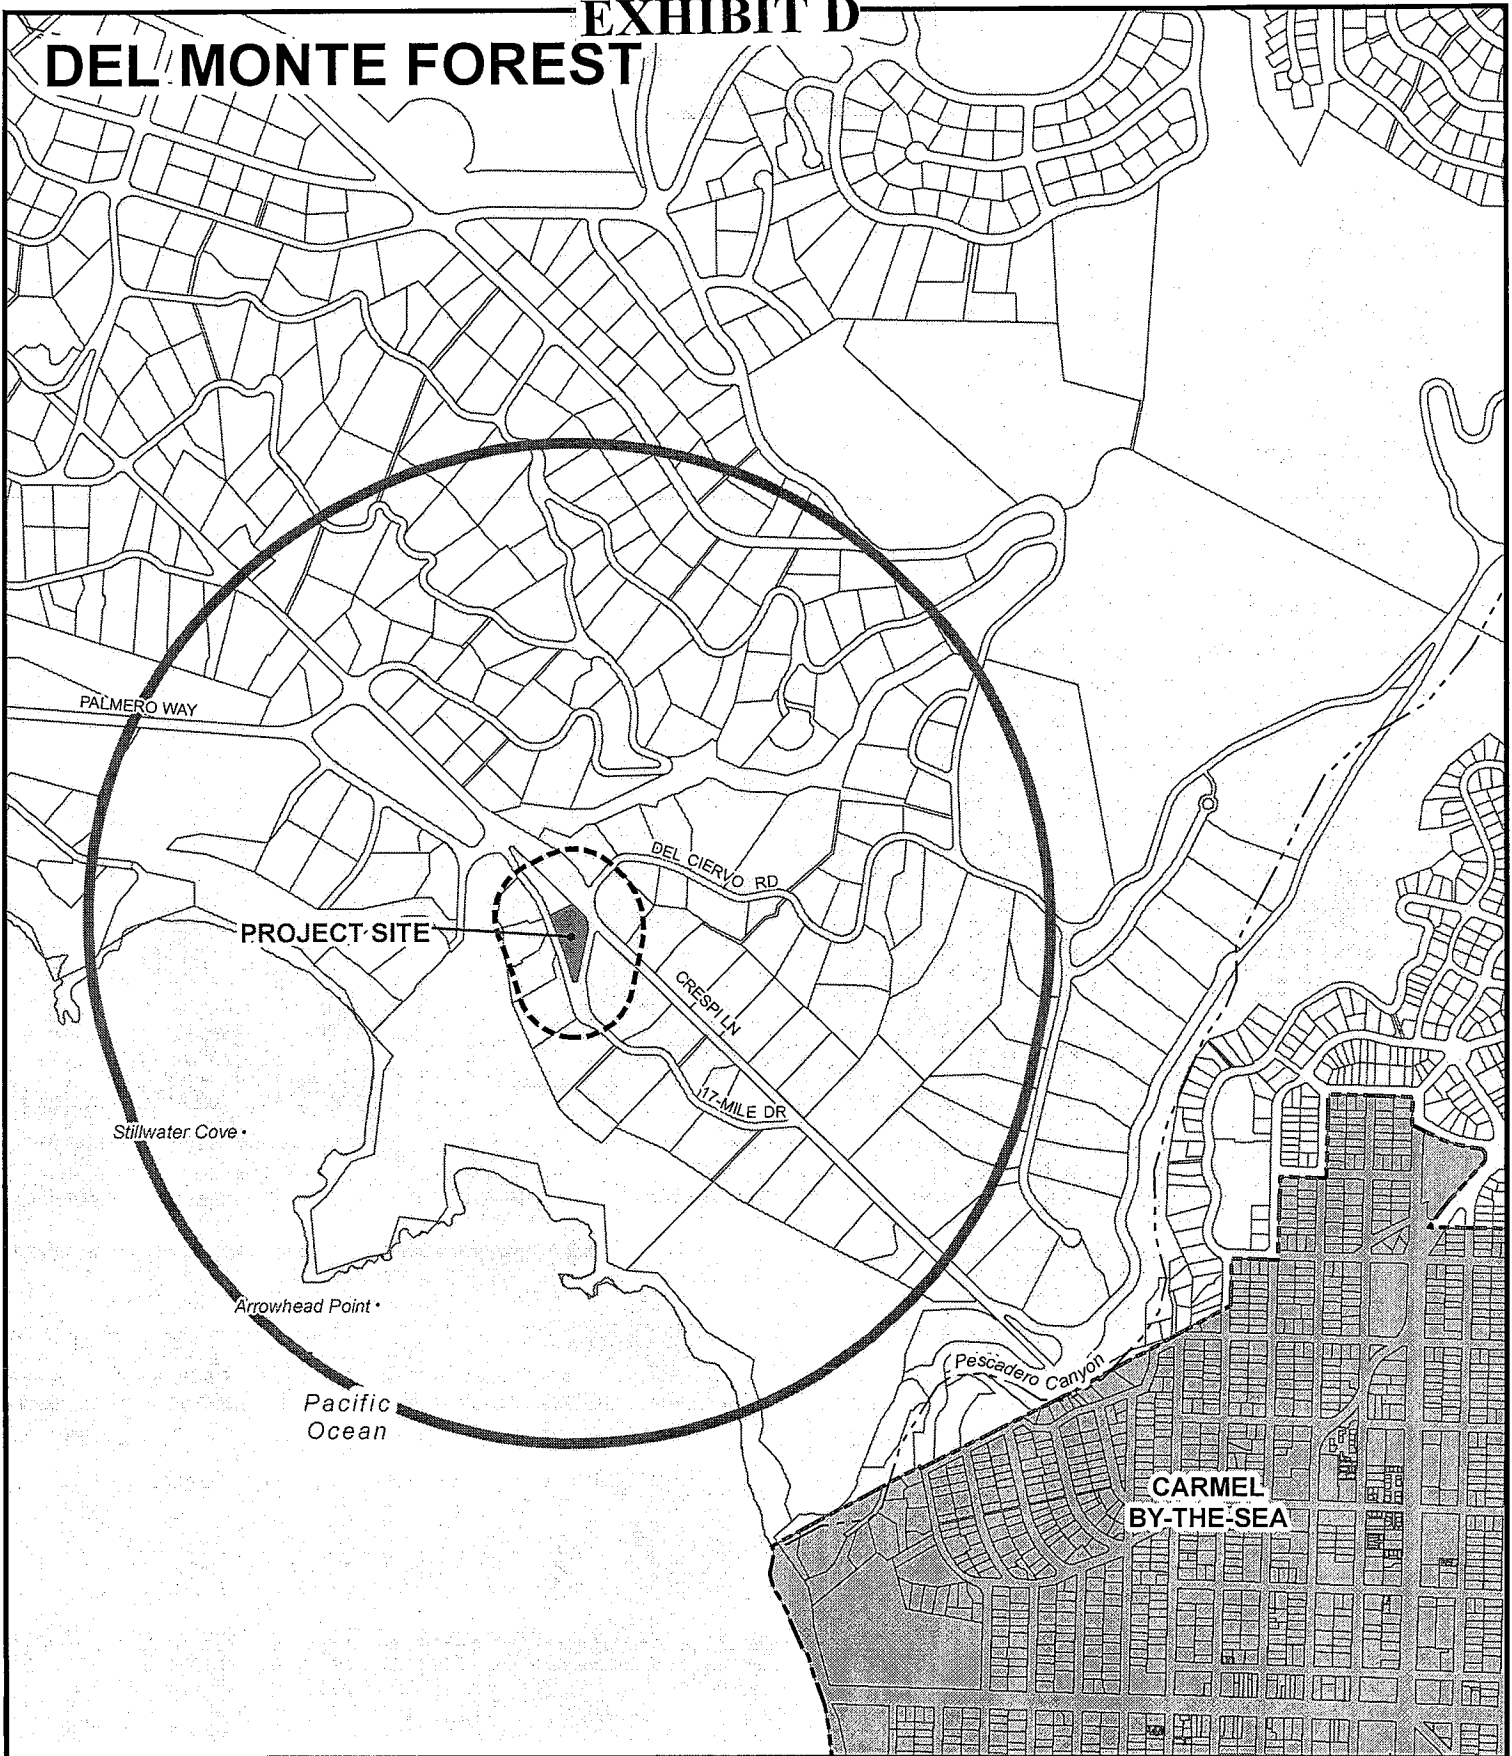 EXHIBIT D
DEL MONTE FOREST
PALMERO WAY
DEL CIERVO RD
PROJECT SITE
CRESPI LN
17-MILE DR
Stillwater Cove
Arrowhead Point
Pescadero Canyon
Pacific
Ocean
CARMEL
BY-THE-SEA